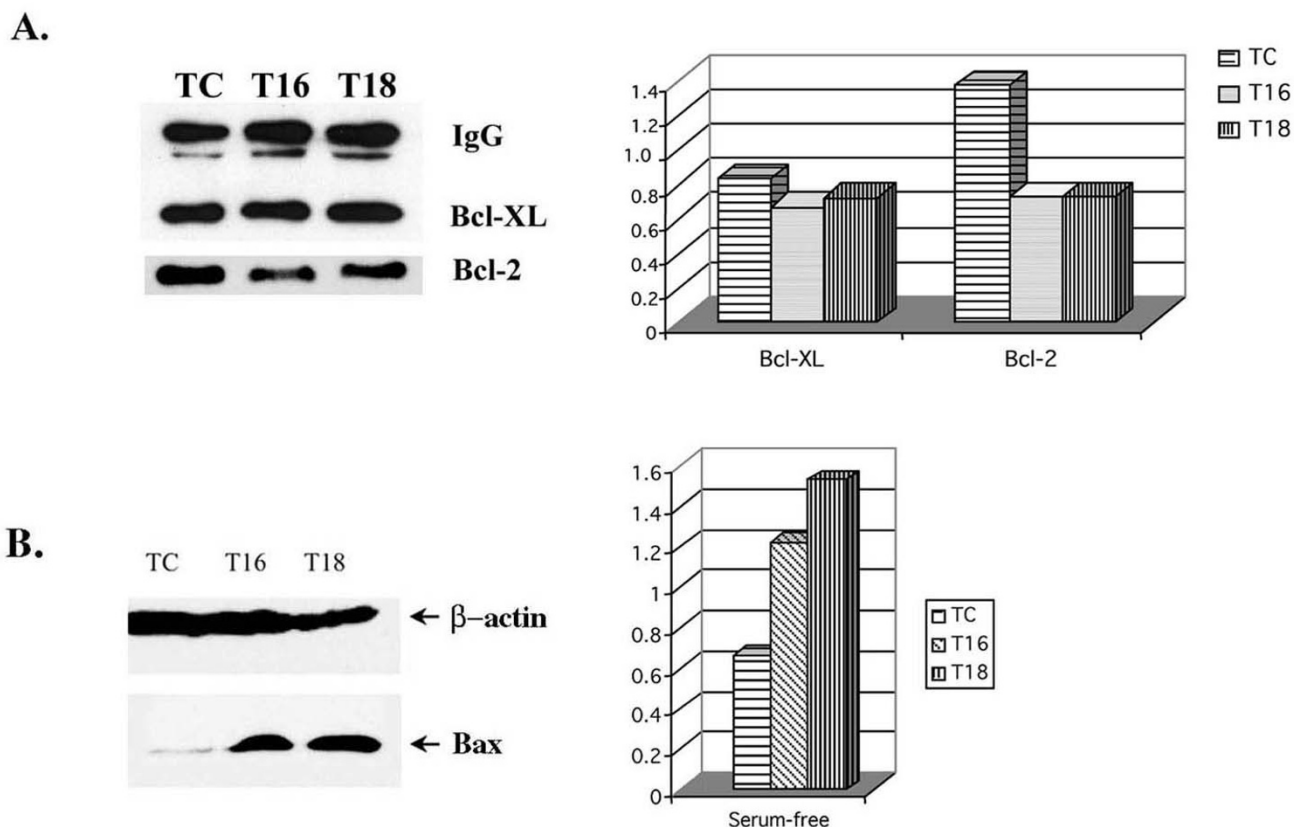 A.
TC T16 T18
IgG
Bcl-XL
Bcl-2
1.4
1.2
1.0
0.8
0.6
0.4
0.2
0
Bcl-XL Bcl-2
TC
T16
T18
B.
TC T16 T18
β-actin
Bax
1.6
1.4
1.2
1
0.8
0.6
0.4
0.2
0
Serum-free
TC
T16
T18